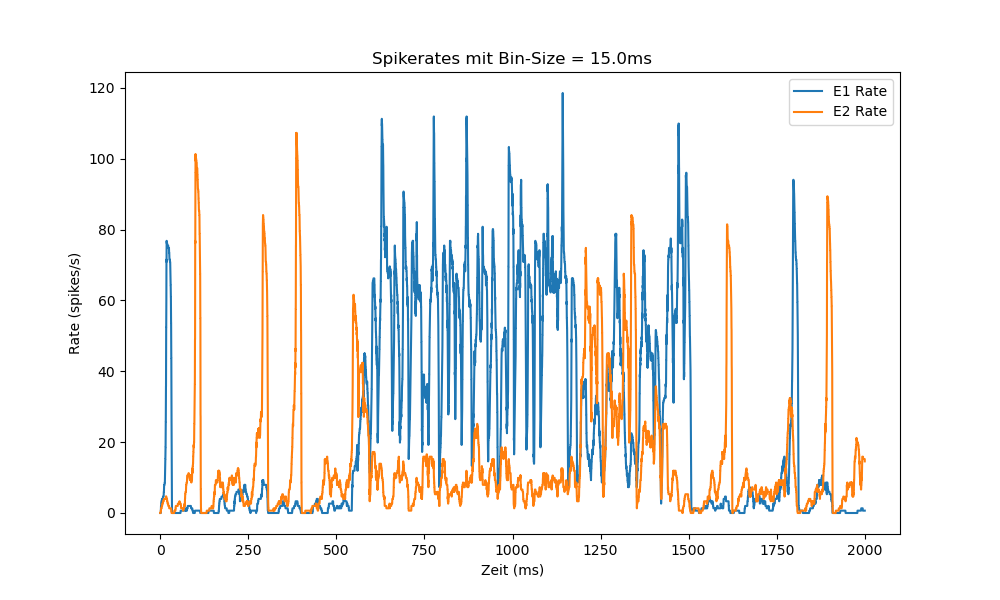 Spikerates mit Bin-Size = 15.0ms
E1 Rate
E2 Rate
120
100
80
60
40
20
0
Rate (spikes/s)
0 250 500 750 1000 1250 1500 1750 2000
Zeit (ms)